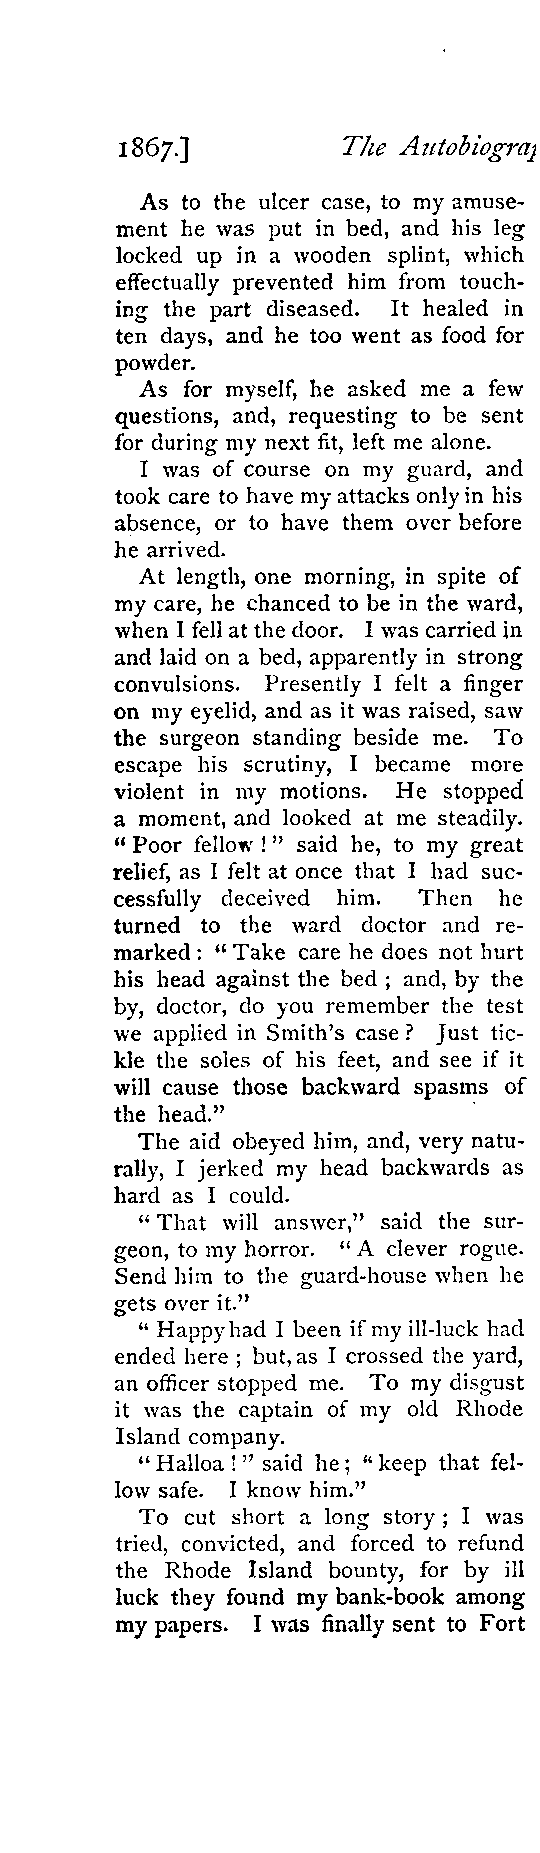 1867.] The Autobiograp
As to the ulcer case, to my amuse-
ment he was put in bed, and his leg
locked up in a wooden splint, which
effectually prevented him from touch-
ing the part diseased. It healed in
ten days, and he too went as food for
powder.
As for myself, he asked me a few
questions, and, requesting to be sent
for during my next fit, left me alone.
I was of course on my guard, and
took care to have my attacks only in his
absence, or to have them over before
he arrived.
At length, one morning, in spite of
my care, he chanced to be in the ward,
when I fell at the door. I was carried in
and laid on a bed, apparently in strong
convulsions. Presently I felt a finger
on my eyelid, and as it was raised, saw
the surgeon standing beside me. To
escape his scrutiny, I became more
violent in my motions. He stopped
a moment, and looked at me steadily.
"Poor fellow!" said he, to my great
relief, as I felt at once that I had suc-
cessfully deceived him. Then he
turned to the ward doctor and re-
marked: "Take care he does not hurt
his head against the bed; and, by the
by, doctor, do you remember the test
we applied in Smith's case? Just tic-
kle the soles of his feet, and see if it
will cause those backward spasms of
the head."
The aid obeyed him, and, very natu-
rally, I jerked my head backwards as
hard as I could.
"That will answer," said the sur-
geon, to my horror. "A clever rogue.
Send him to the guard-house when he
gets over it."
" Happy had I been if my ill-luck had
ended here; but, as I crossed the yard,
an officer stopped me. To my disgust
it was the captain of my old Rhode
Island company.
"Halloa!" said he; "keep that fel-
low safe. I know him."
To cut short a long story; I was
tried, convicted, and forced to refund
the Rhode Island bounty, for by ill
luck they found my bank-book among
my papers. I was finally sent to Fort